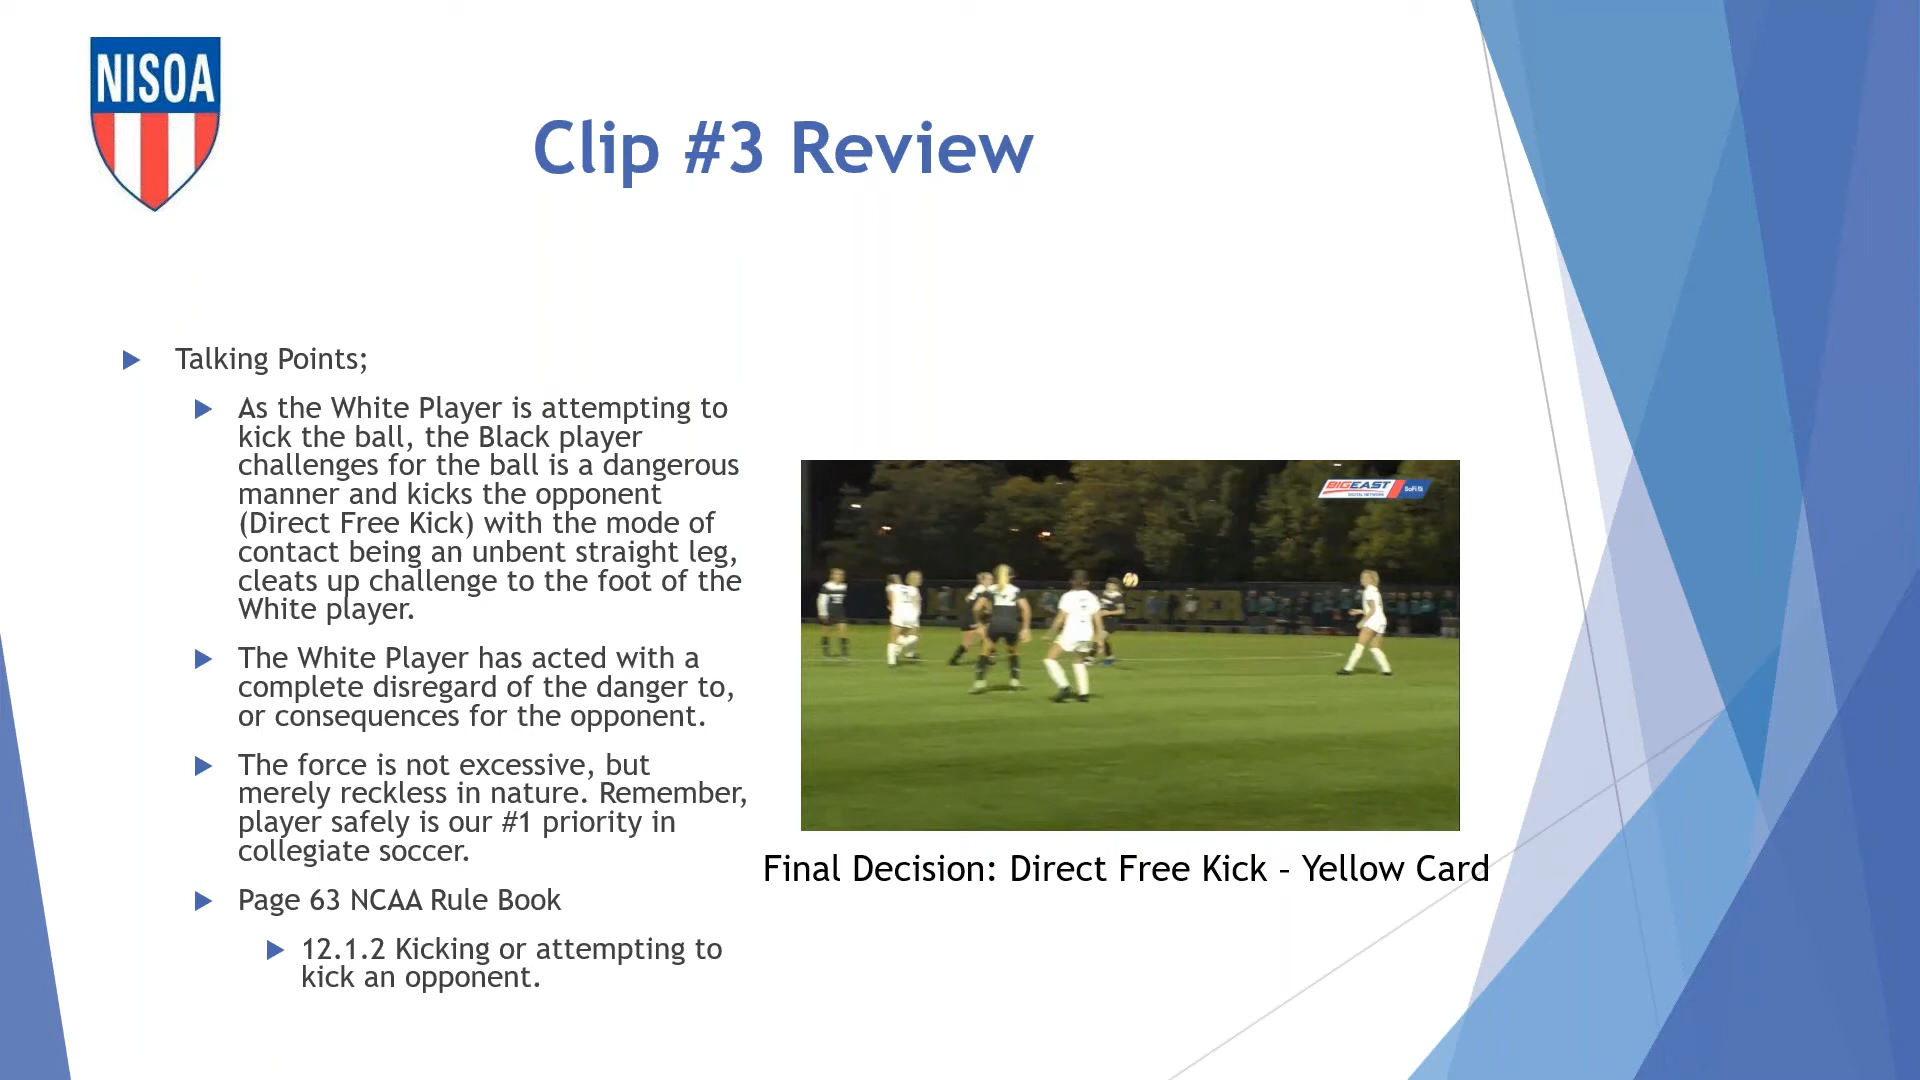 NISOA
Clip #3 Review
Talking Points;
As the White Player is attempting to
kick the ball, the Black player
challenges for the ball is a dangerous
manner and kicks the opponent
(Direct Free Kick) with the mode of
contact being an unbent straight leg,
cleats up challenge to the foot of the
White player.
The White Player has acted with a
complete disregard of the danger to,
or consequences for the opponent.
The force is not excessive, but
merely reckless in nature. Remember,
player safely is our #1 priority in
collegiate soccer.
Page 63 NCAA Rule Book
12.1.2 Kicking or attempting to
kick an opponent.
BIGEAST SoFi
DIGITAL NETWORK
Final Decision: Direct Free Kick – Yellow Card